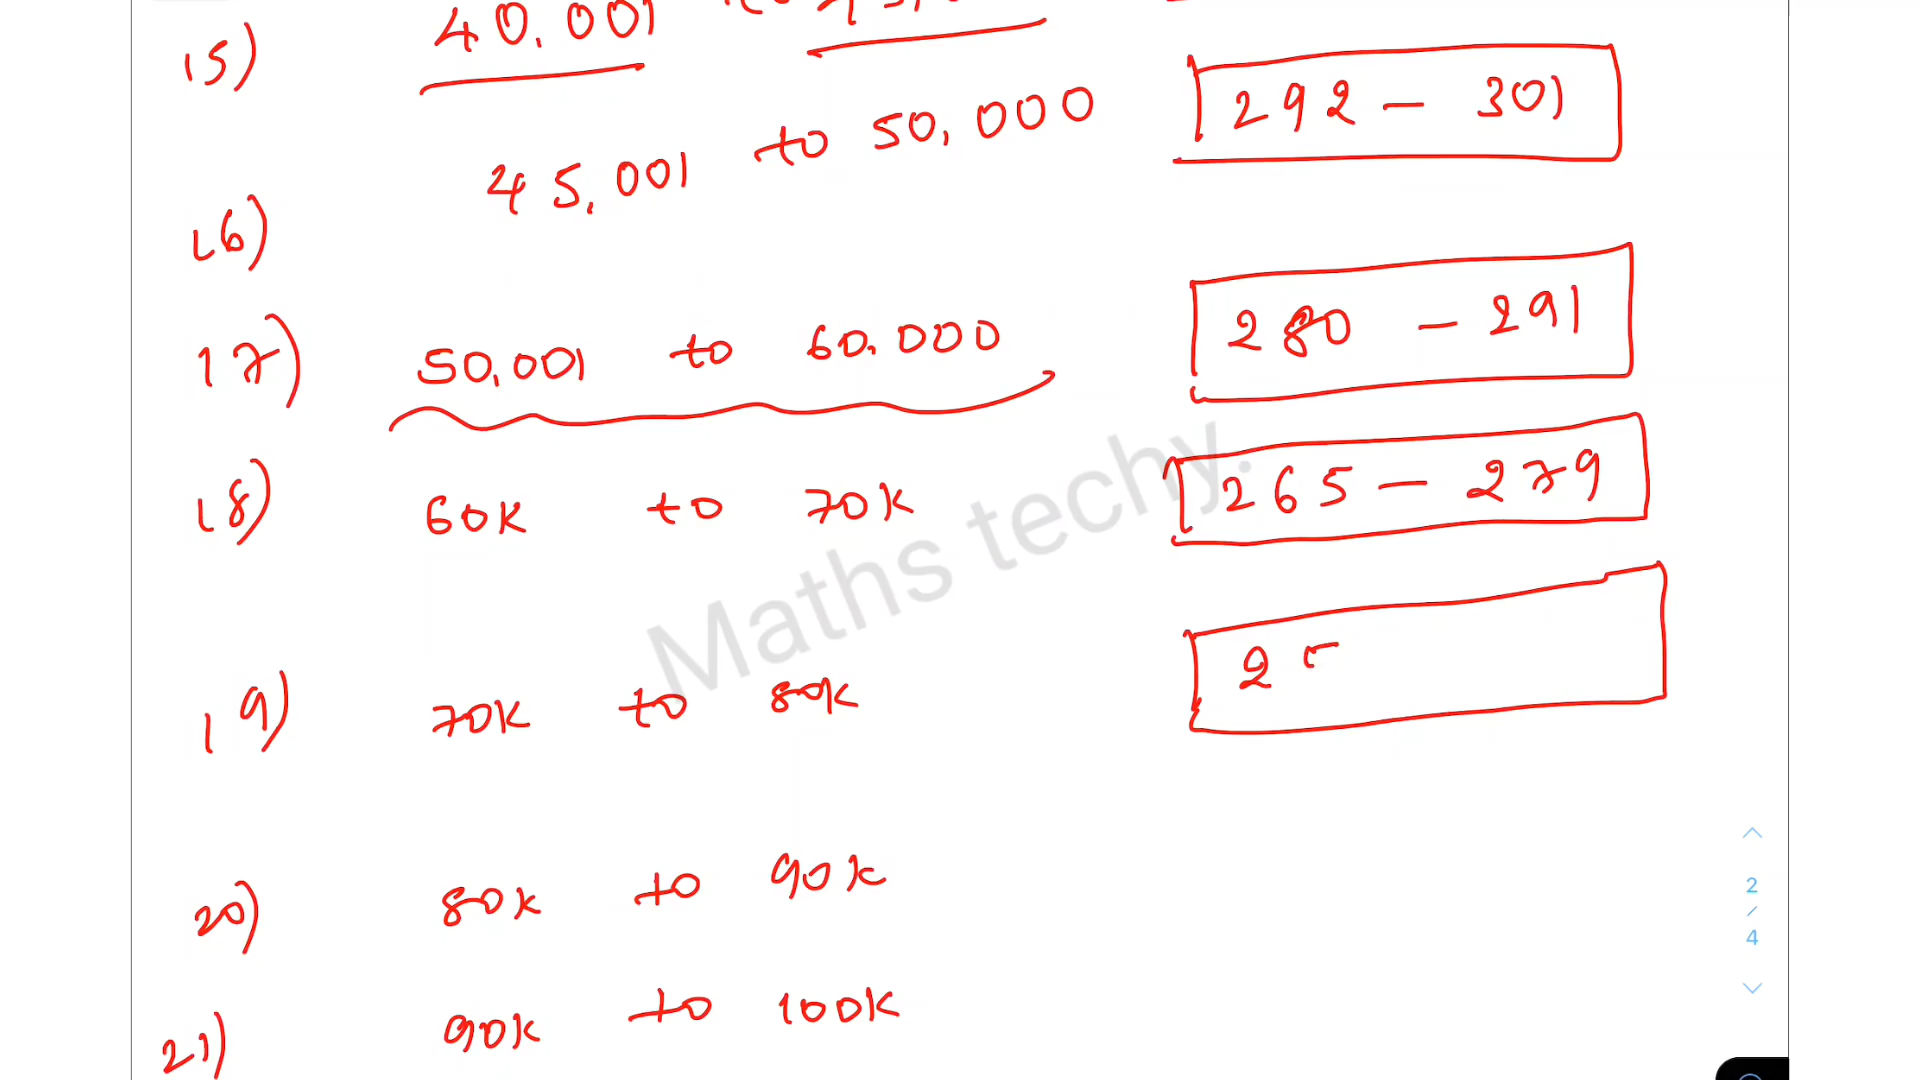 15) 40,001
45,001 to 50,000 292 - 301
16)
17) 50,001 to 60,000 280 - 291
18) 60K to 70K 265 - 279
19) 70K to 80K 2
20) 80K to 90K
21) 90K to 100K
Maths techy.
2
/
4